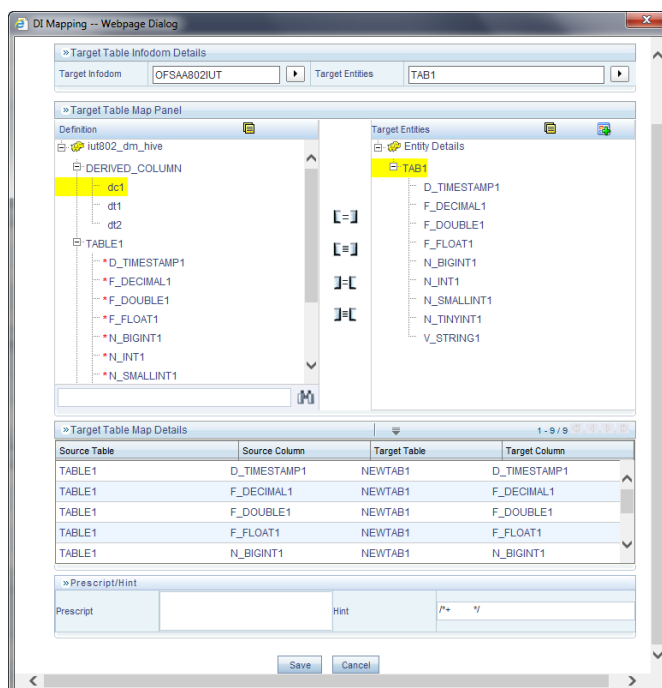 DI Mapping -- Webpage Dialog
x
»Target Table Infodom Details
Target Infodom OFSAA802IUT Target Entities TAB1
»Target Table Map Panel
Definition
iut802_dm_hive
DERIVED_COLUMN
dc1
dt1
dt2
TABLE1
*D_TIMESTAMP1
*F_DECIMAL1
*F_DOUBLE1
*F_FLOAT1
*N_BIGINT1
*N_INT1
*N_SMALLINT1
[=]
[≡]
]=[
]≡[
Target Entities
Entity Details
TAB1
D_TIMESTAMP1
F_DECIMAL1
F_DOUBLE1
F_FLOAT1
N_BIGINT1
N_INT1
N_SMALLINT1
N_TINYINT1
V_STRING1
»Target Table Map Details 1 - 9 / 9
Source Table Source Column Target Table Target Column
TABLE1 D_TIMESTAMP1 NEWTAB1 D_TIMESTAMP1
TABLE1 F_DECIMAL1 NEWTAB1 F_DECIMAL1
TABLE1 F_DOUBLE1 NEWTAB1 F_DOUBLE1
TABLE1 F_FLOAT1 NEWTAB1 F_FLOAT1
TABLE1 N_BIGINT1 NEWTAB1 N_BIGINT1
»Prescript/Hint
Prescript Hint /*+ */
Save Cancel